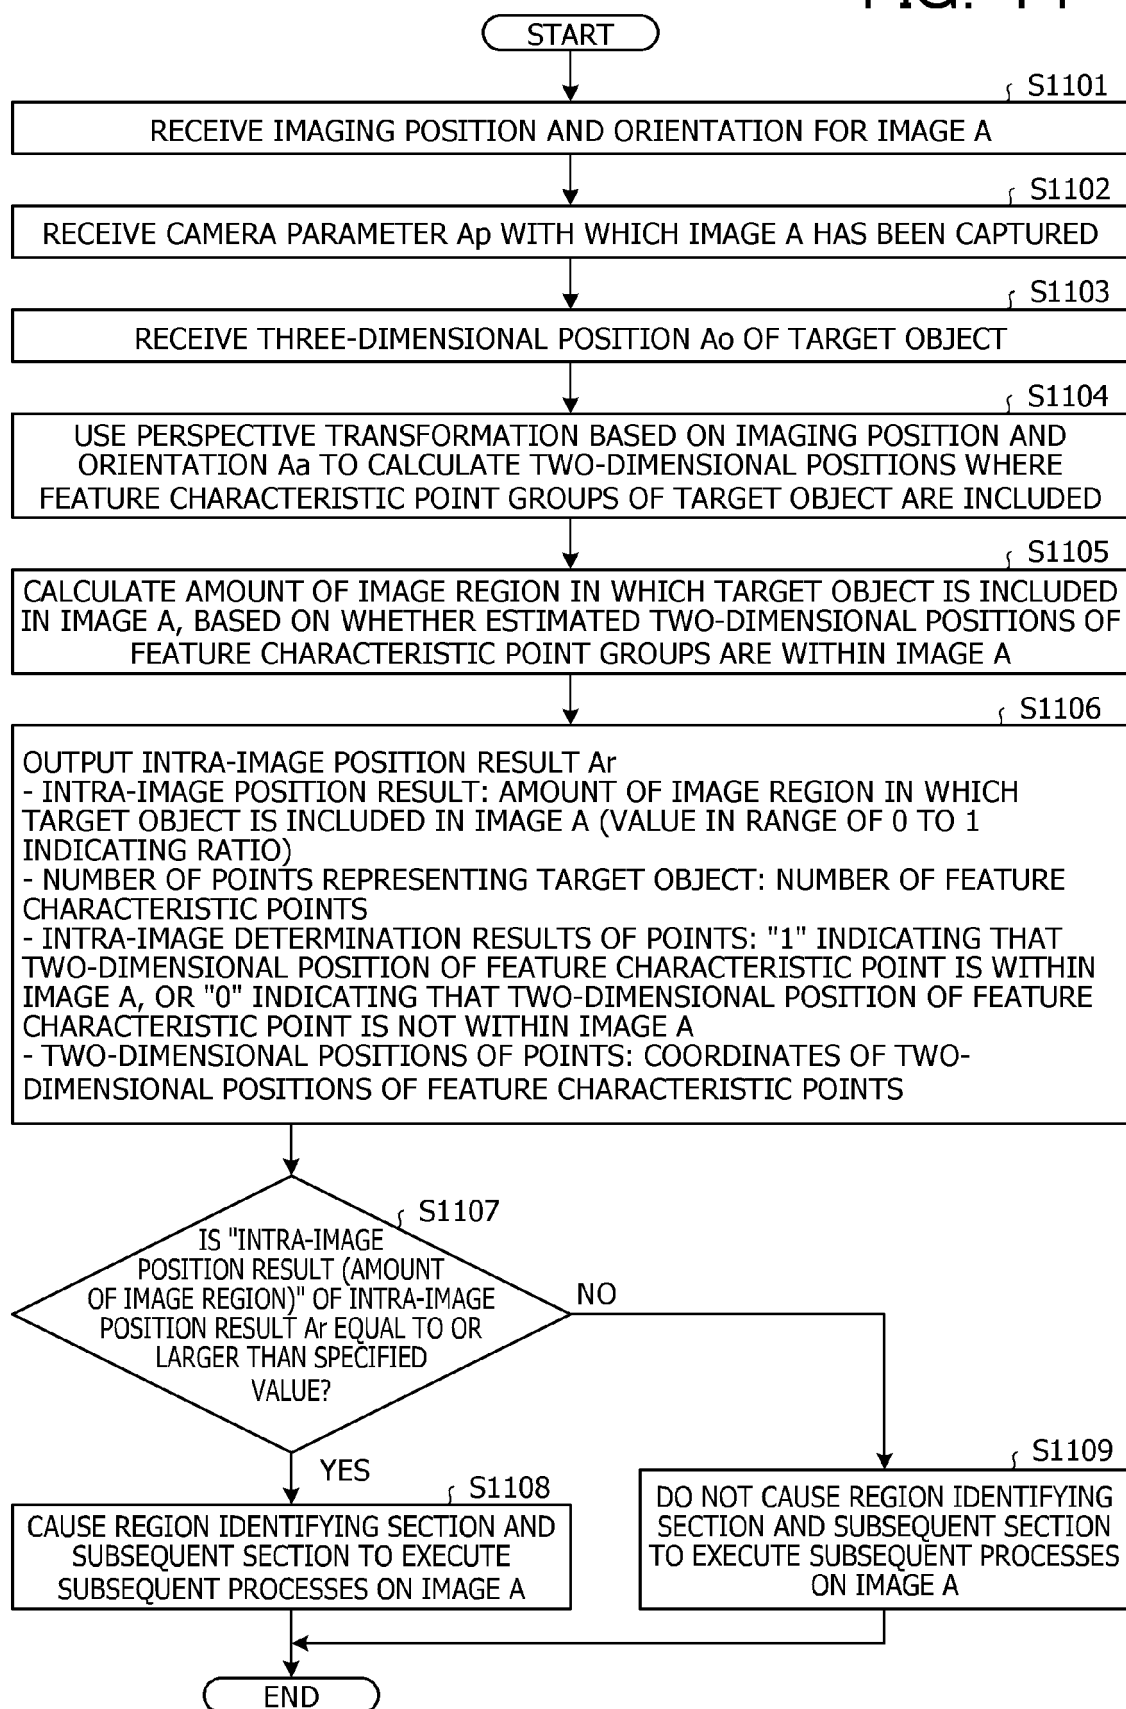 FIG. 11
START
S1101
RECEIVE IMAGING POSITION AND ORIENTATION FOR IMAGE A
S1102
RECEIVE CAMERA PARAMETER Ap WITH WHICH IMAGE A HAS BEEN CAPTURED
S1103
RECEIVE THREE-DIMENSIONAL POSITION Ao OF TARGET OBJECT
S1104
USE PERSPECTIVE TRANSFORMATION BASED ON IMAGING POSITION AND
ORIENTATION Aa TO CALCULATE TWO-DIMENSIONAL POSITIONS WHERE
FEATURE CHARACTERISTIC POINT GROUPS OF TARGET OBJECT ARE INCLUDED
S1105
CALCULATE AMOUNT OF IMAGE REGION IN WHICH TARGET OBJECT IS INCLUDED
IN IMAGE A, BASED ON WHETHER ESTIMATED TWO-DIMENSIONAL POSITIONS OF
FEATURE CHARACTERISTIC POINT GROUPS ARE WITHIN IMAGE A
S1106
OUTPUT INTRA-IMAGE POSITION RESULT Ar
- INTRA-IMAGE POSITION RESULT: AMOUNT OF IMAGE REGION IN WHICH
TARGET OBJECT IS INCLUDED IN IMAGE A (VALUE IN RANGE OF 0 TO 1
INDICATING RATIO)
- NUMBER OF POINTS REPRESENTING TARGET OBJECT: NUMBER OF FEATURE
CHARACTERISTIC POINTS
- INTRA-IMAGE DETERMINATION RESULTS OF POINTS: "1" INDICATING THAT
TWO-DIMENSIONAL POSITION OF FEATURE CHARACTERISTIC POINT IS WITHIN
IMAGE A, OR "0" INDICATING THAT TWO-DIMENSIONAL POSITION OF FEATURE
CHARACTERISTIC POINT IS NOT WITHIN IMAGE A
- TWO-DIMENSIONAL POSITIONS OF POINTS: COORDINATES OF TWO-
DIMENSIONAL POSITIONS OF FEATURE CHARACTERISTIC POINTS
S1107
IS "INTRA-IMAGE
POSITION RESULT (AMOUNT
OF IMAGE REGION)" OF INTRA-IMAGE
POSITION RESULT Ar EQUAL TO OR
LARGER THAN SPECIFIED
VALUE?
NO
YES
S1108
CAUSE REGION IDENTIFYING SECTION AND
SUBSEQUENT SECTION TO EXECUTE
SUBSEQUENT PROCESSES ON IMAGE A
S1109
DO NOT CAUSE REGION IDENTIFYING
SECTION AND SUBSEQUENT SECTION
TO EXECUTE SUBSEQUENT PROCESSES
ON IMAGE A
END